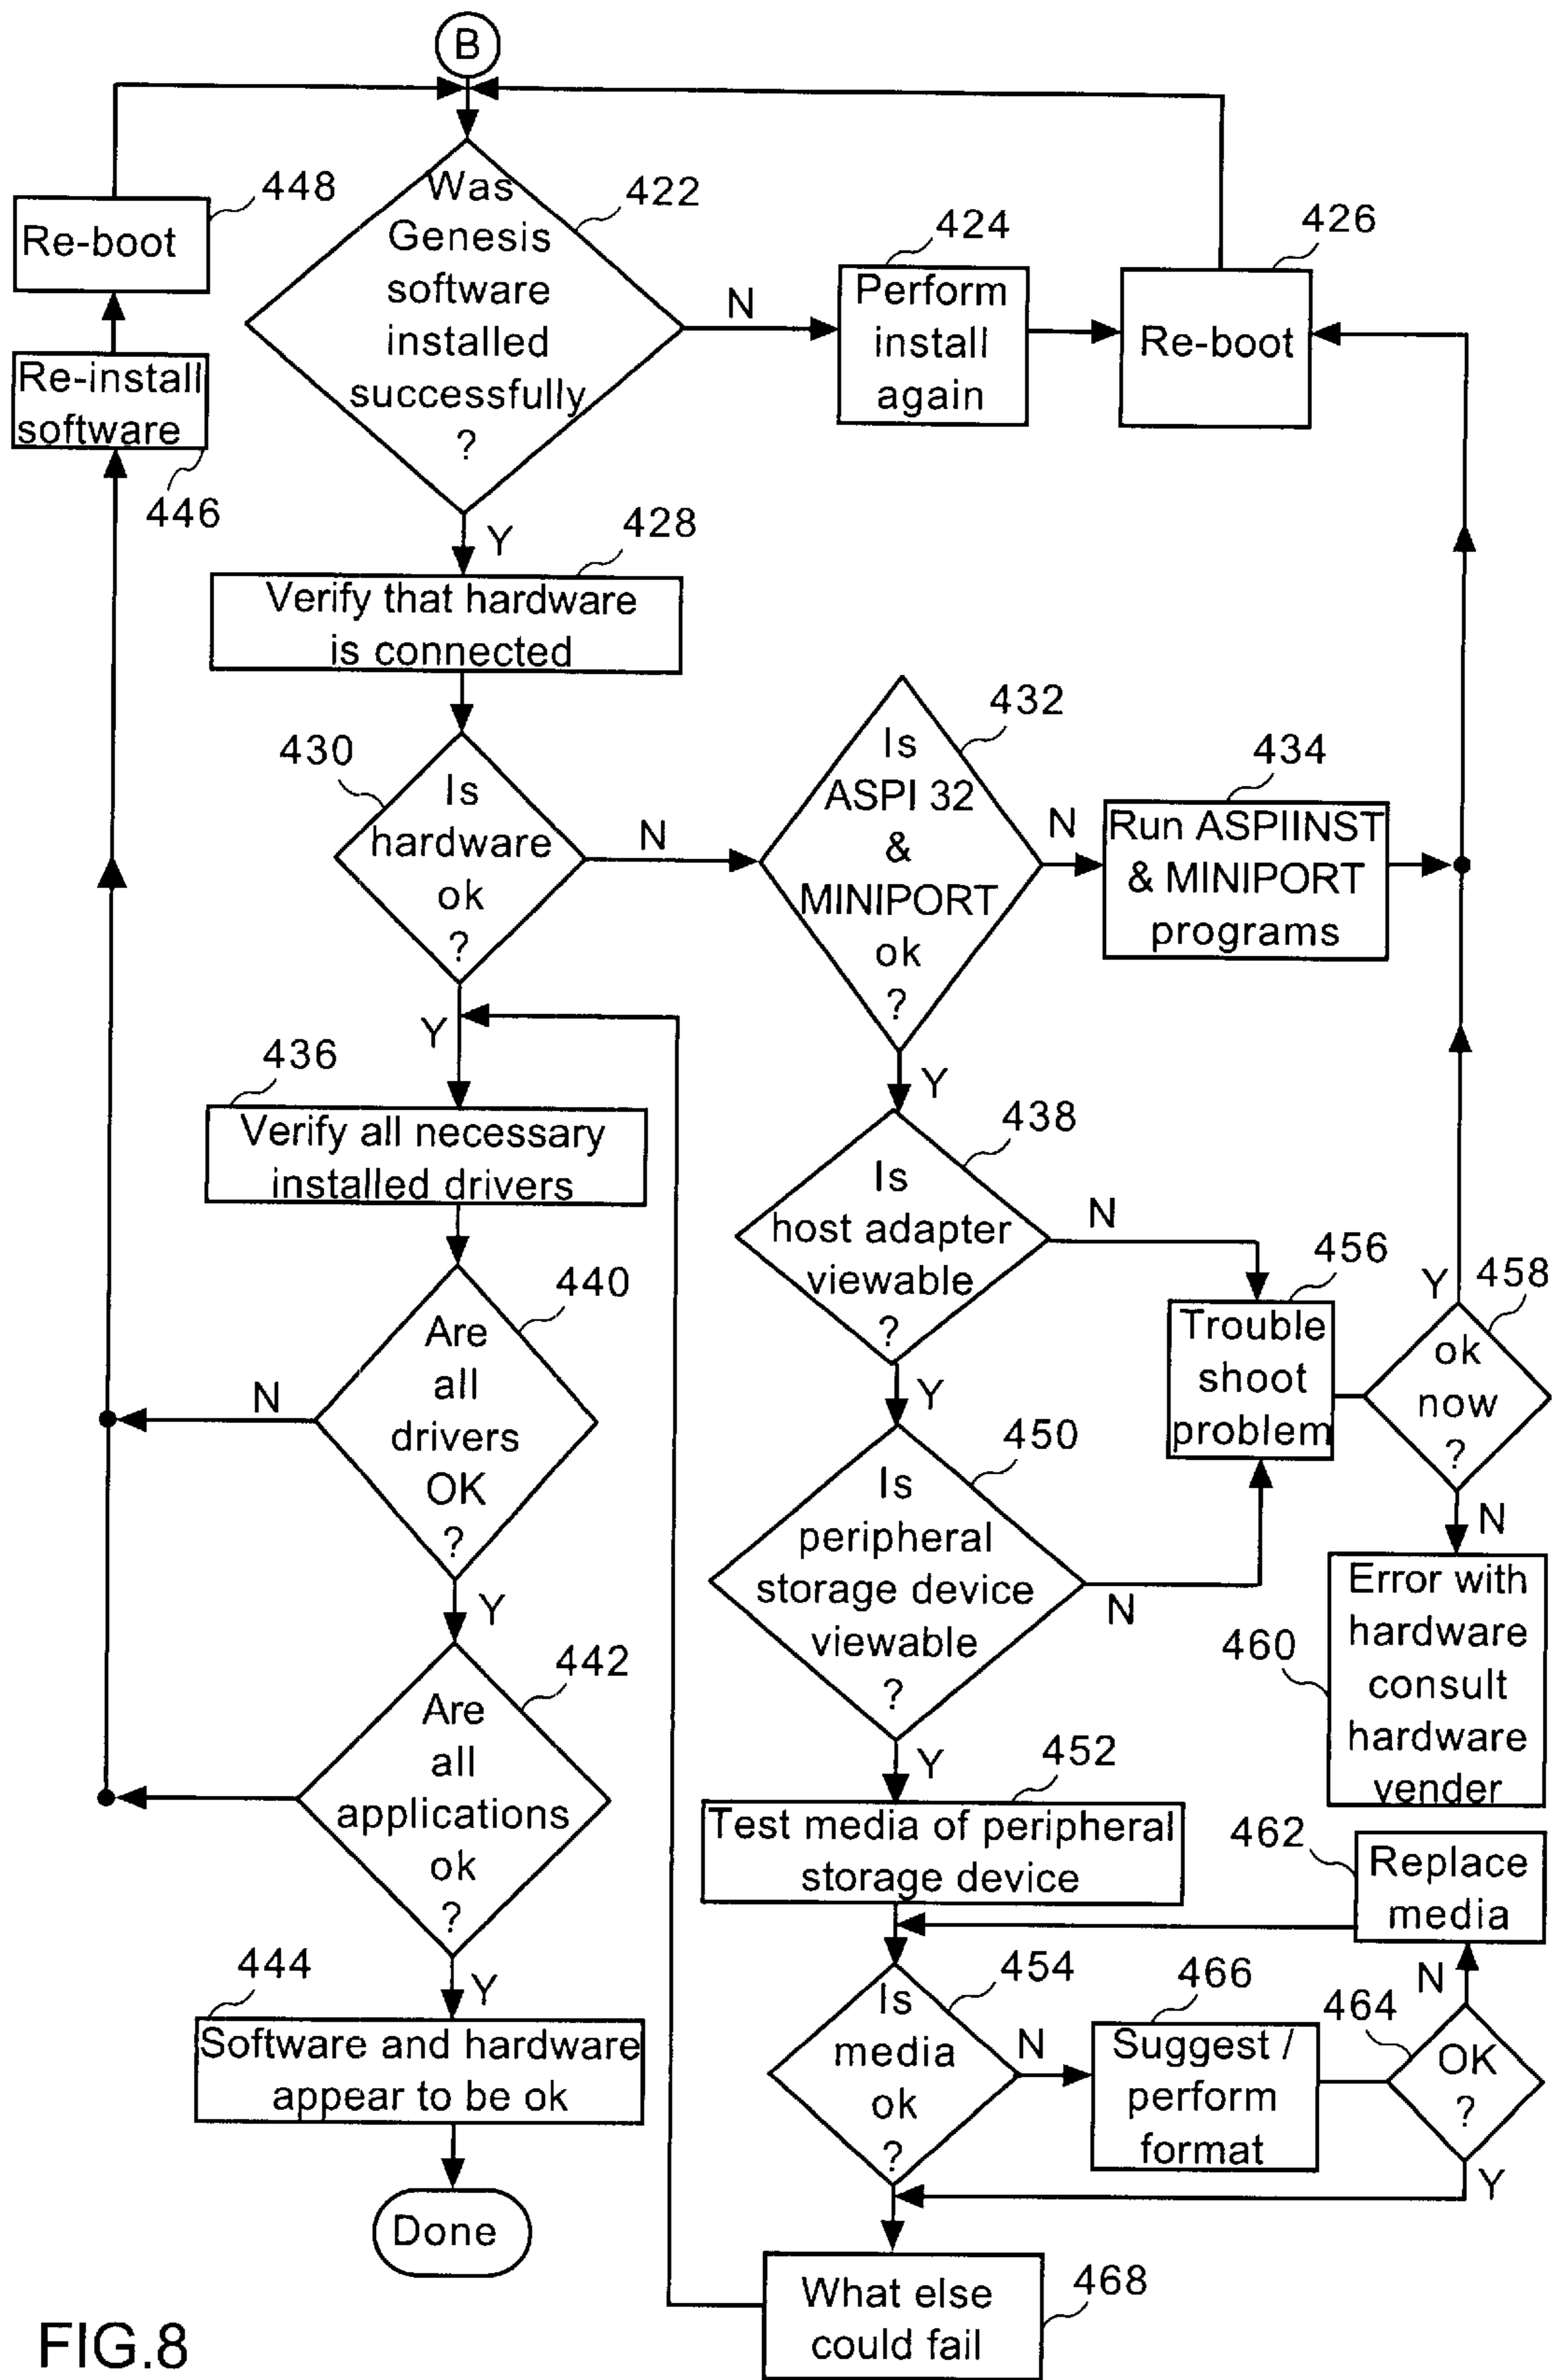 B
448
Re-boot
Was
Genesis
software
installed
successfully
?
422
424
Perform
install
again
426
Re-boot
N
Re-install
software
446
Y
428
Verify that hardware
is connected
430
Is
hardware
ok
?
N
432
Is
ASPI 32
&
MINIPORT
ok
?
N
434
Run ASPIINST
& MINIPORT
programs
Y
436
Verify all necessary
installed drivers
Y
438
Is
host adapter
viewable
?
N
456
Trouble
shoot
problem
Y
458
ok
now
?
440
Are
all
drivers
OK
?
N
Y
450
Is
peripheral
storage device
viewable
?
N
N
460
Error with
hardware
consult
hardware
vender
Y
442
Are
all
applications
ok
?
Y
452
Test media of peripheral
storage device
462
Replace
media
Y
444
Software and hardware
appear to be ok
454
Is
media
ok
?
N
466
Suggest /
perform
format
464
N
OK
?
Y
Done
What else
could fail
468
FIG.8